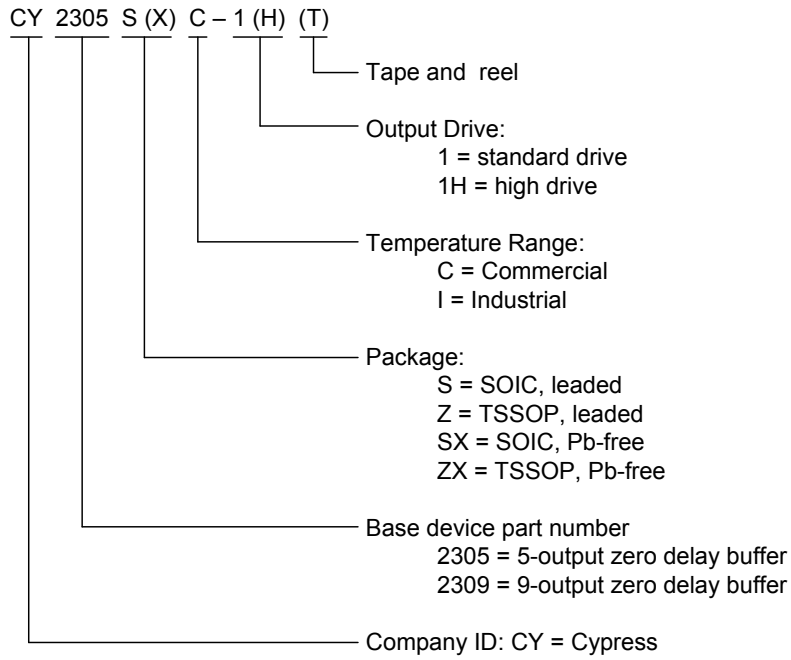 CY 2305 S (X) C – 1 (H) (T)
Tape and reel
Output Drive:
1 = standard drive
1H = high drive
Temperature Range:
C = Commercial
I = Industrial
Package:
S = SOIC, leaded
Z = TSSOP, leaded
SX = SOIC, Pb-free
ZX = TSSOP, Pb-free
Base device part number
2305 = 5-output zero delay buffer
2309 = 9-output zero delay buffer
Company ID: CY = Cypress